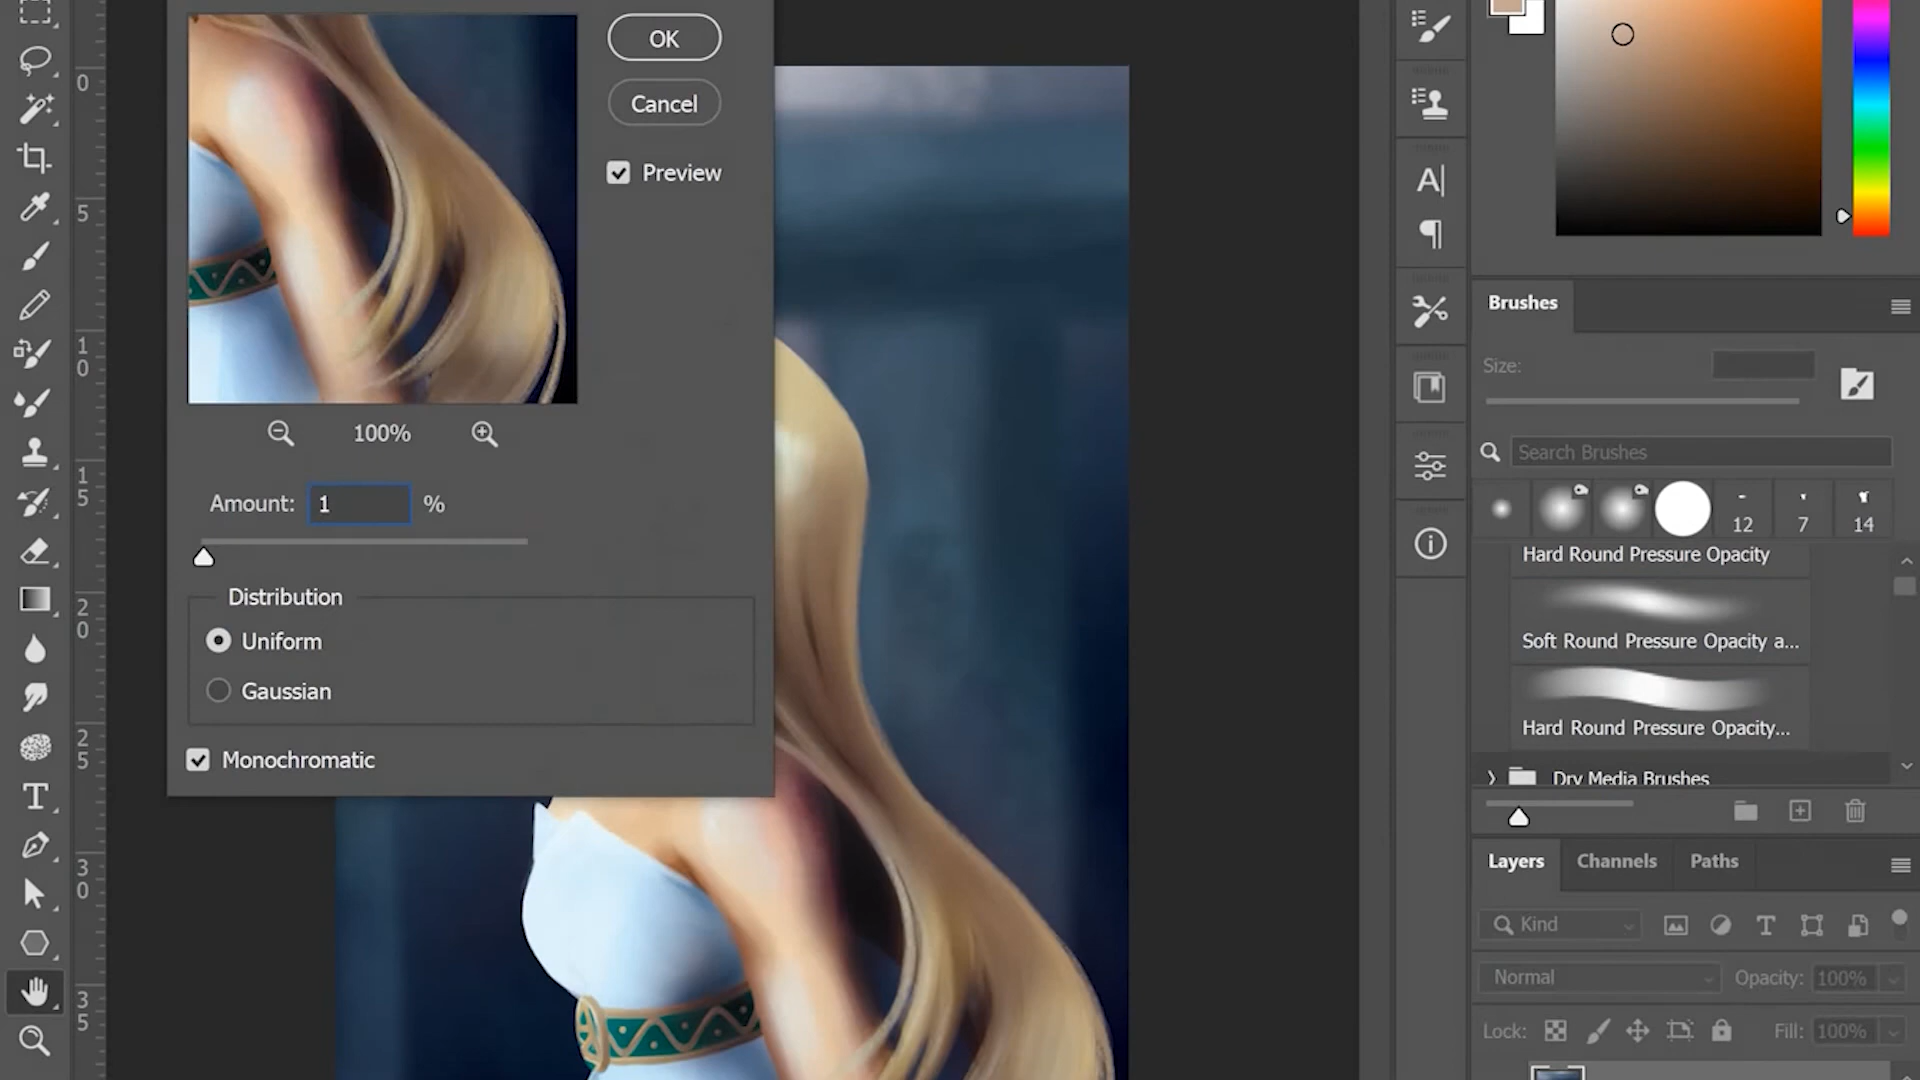 OK
Cancel
Preview
100%
Amount: 1 %
Distribution
Uniform
Gaussian
Monochromatic
0
5
1
0
1
5
2
0
2
5
3
0
3
5
Brushes
Size:
Search Brushes
12 7 14
Hard Round Pressure Opacity
Soft Round Pressure Opacity a...
Hard Round Pressure Opacity...
Dry Media Brushes
Layers Channels Paths
Kind
Normal Opacity: 100%
Lock: Fill: 100%